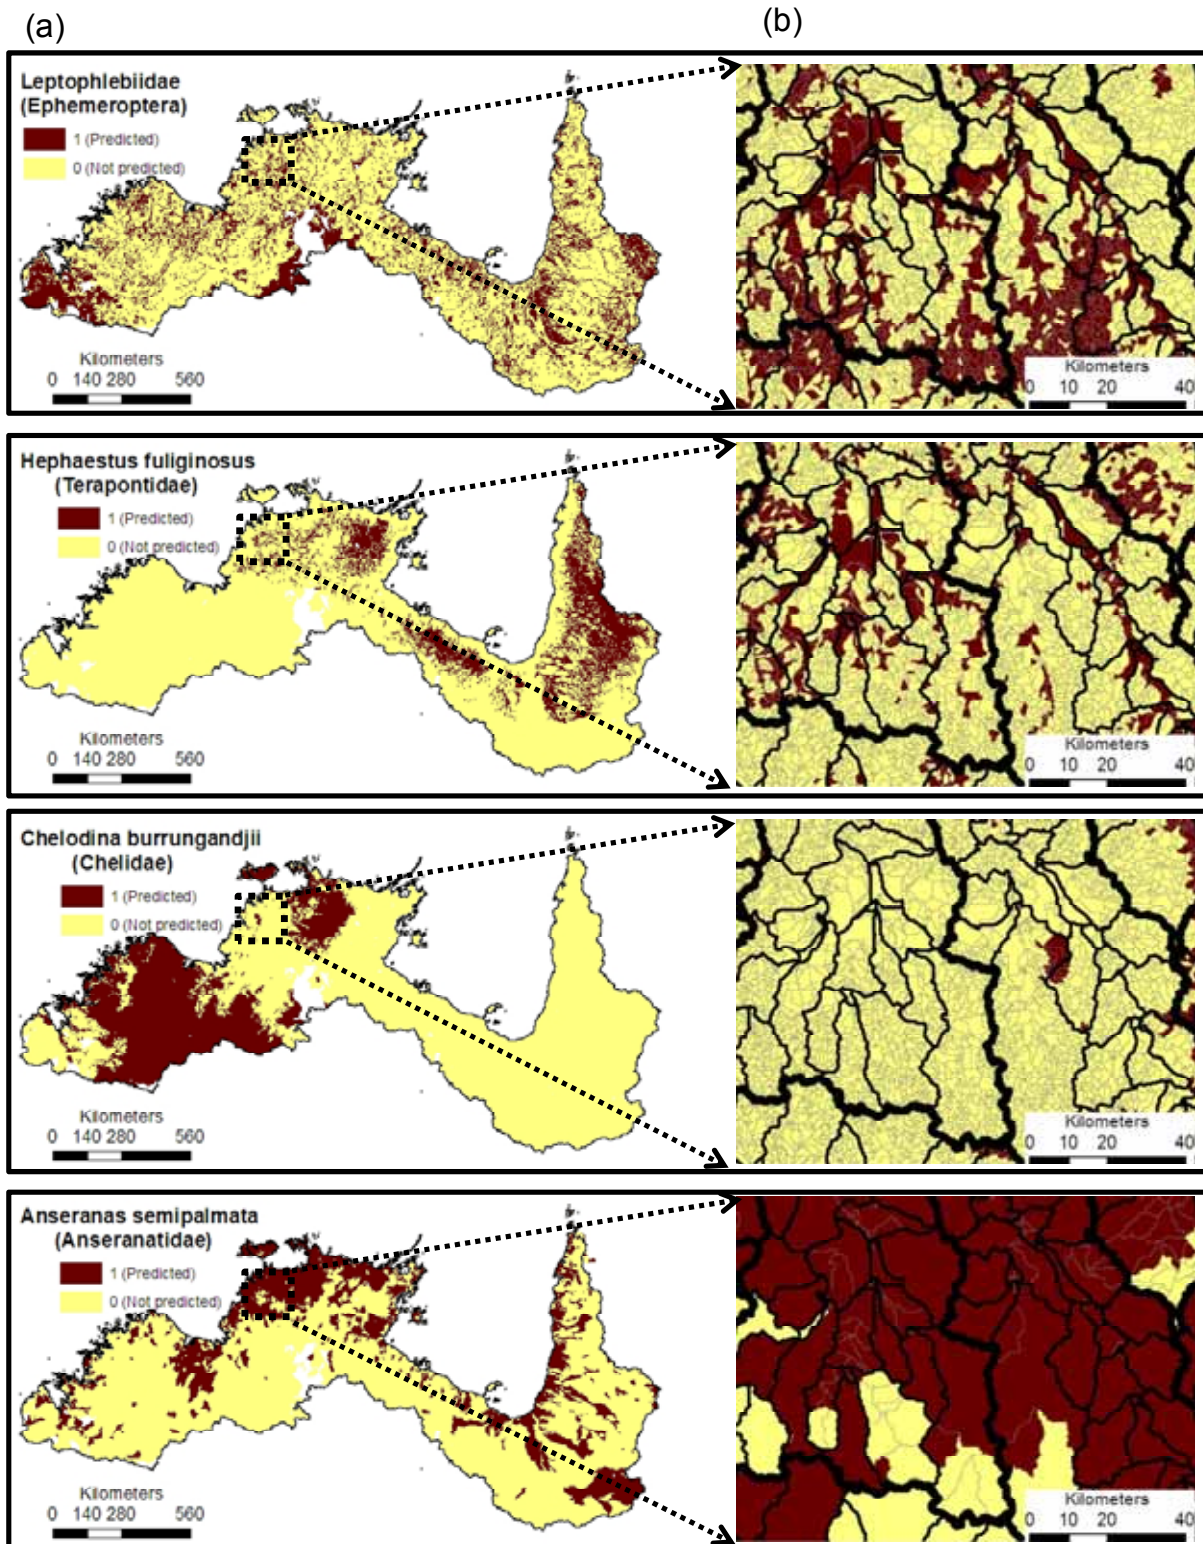 (a)
(b)
Leptophlebiidae
(Ephemeroptera)
1 (Predicted)
0 (Not predicted)
Kilometers
0 140 280 560
Kilometers
0 10 20 40
Hephaestus fuliginosus
(Terapontidae)
1 (Predicted)
0 (Not predicted)
Kilometers
0 140 280 560
Kilometers
0 10 20 40
Chelodina burrungandjii
(Chelidae)
1 (Predicted)
0 (Not predicted)
Kilometers
0 140 280 560
Kilometers
0 10 20 40
Anseranas semipalmata
(Anseranatidae)
1 (Predicted)
0 (Not predicted)
Kilometers
0 140 280 560
Kilometers
0 10 20 40